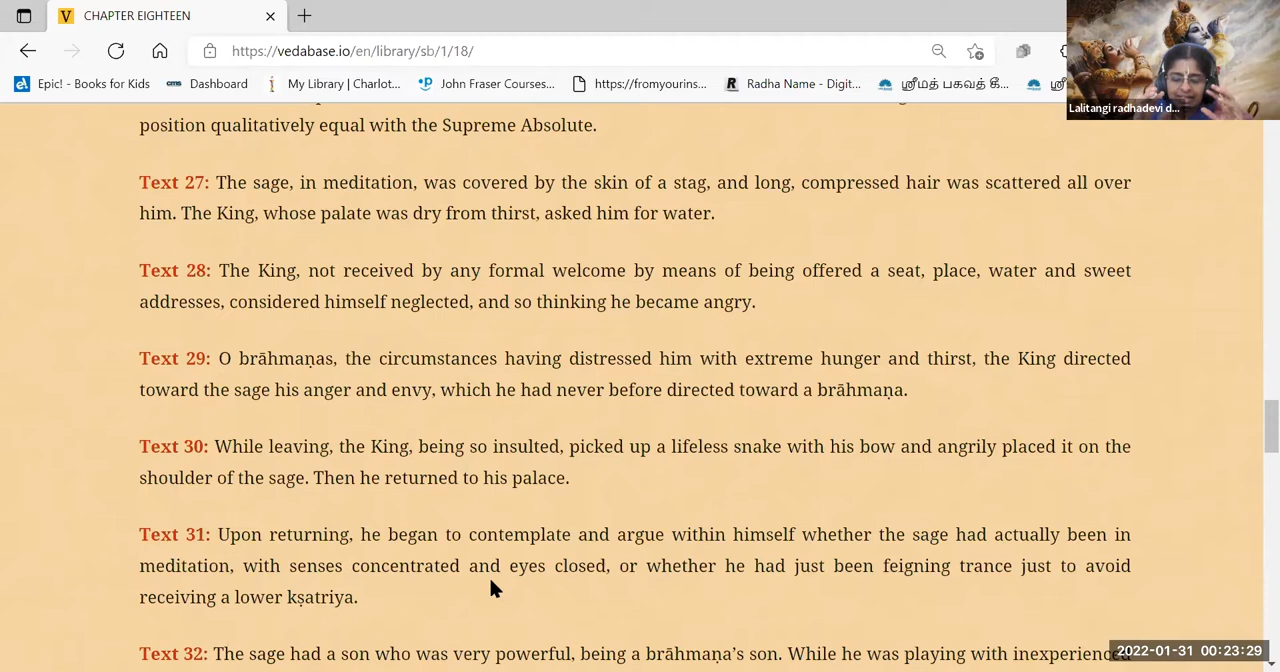 CHAPTER EIGHTEEN
https://vedabase.io/en/library/sb/1/18/
Epic! - Books for Kids
cms Dashboard
My Library | Charlot...
John Fraser Courses...
https://fromyourins...
Radha Name - Digit...
ஸ்ரீமத் பகவத் கீ...
Lalitangi radhadevi d...
position qualitatively equal with the Supreme Absolute.
Text 27: The sage, in meditation, was covered by the skin of a stag, and long, compressed hair was scattered all over
him. The King, whose palate was dry from thirst, asked him for water.
Text 28: The King, not received by any formal welcome by means of being offered a seat, place, water and sweet
addresses, considered himself neglected, and so thinking he became angry.
Text 29: O brāhmaṇas, the circumstances having distressed him with extreme hunger and thirst, the King directed
toward the sage his anger and envy, which he had never before directed toward a brāhmaṇa.
Text 30: While leaving, the King, being so insulted, picked up a lifeless snake with his bow and angrily placed it on the
shoulder of the sage. Then he returned to his palace.
Text 31: Upon returning, he began to contemplate and argue within himself whether the sage had actually been in
meditation, with senses concentrated and eyes closed, or whether he had just been feigning trance just to avoid
receiving a lower kṣatriya.
Text 32: The sage had a son who was very powerful, being a brāhmaṇa's son. While he was playing with
2022-01-31 00:23:29